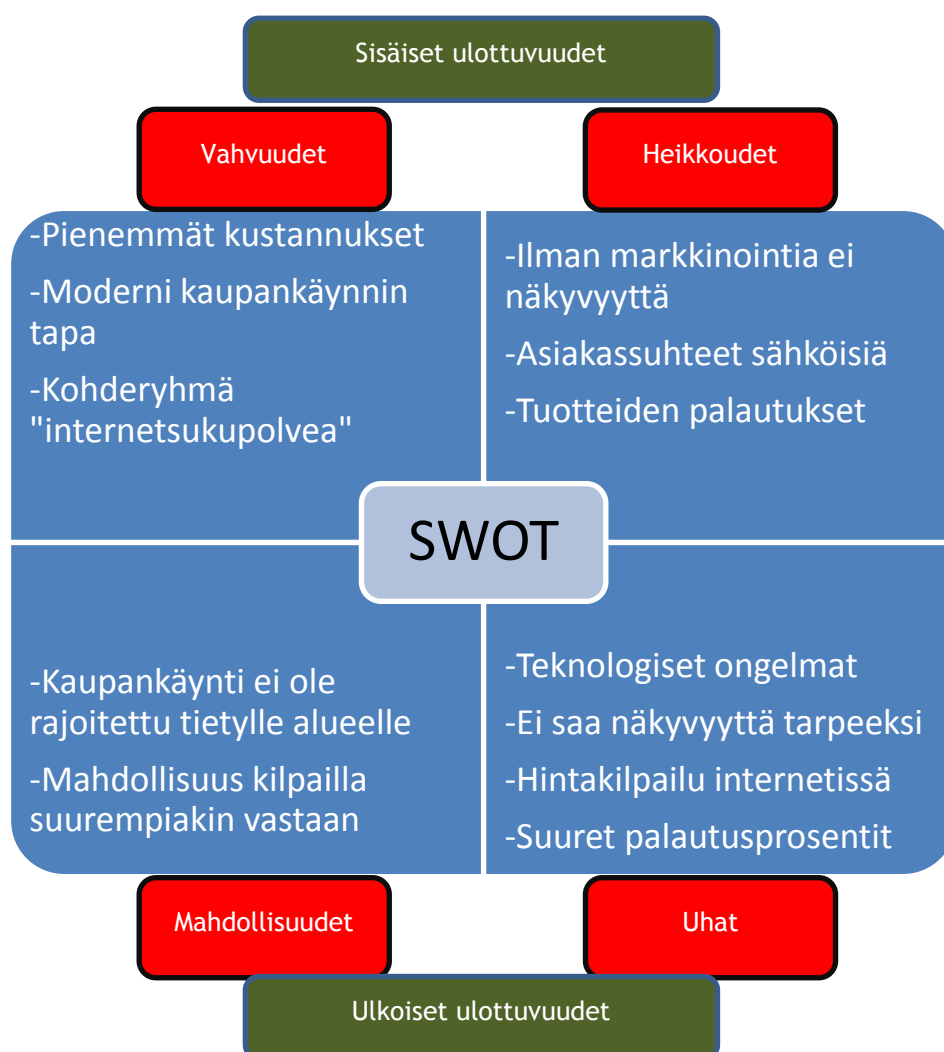 Sisäiset ulottuvuudet
Vahvuudet
Heikkoudet
-Pienemmät kustannukset
-Moderni kaupankäynnin
tapa
-Kohderyhmä
"internetsukupolvea"
-Ilman markkinointia ei
näkyvyyttä
-Asiakassuhteet sähköisiä
-Tuotteiden palautukset
SWOT
-Kaupankäynti ei ole
rajoitettu tietylle alueelle
-Mahdollisuus kilpailla
suurempiakin vastaan
-Teknologiset ongelmat
-Ei saa näkyvyyttä tarpeeksi
-Hintakilpailu internetissä
-Suuret palautusprosentit
Mahdollisuudet
Uhat
Ulkoiset ulottuvuudet